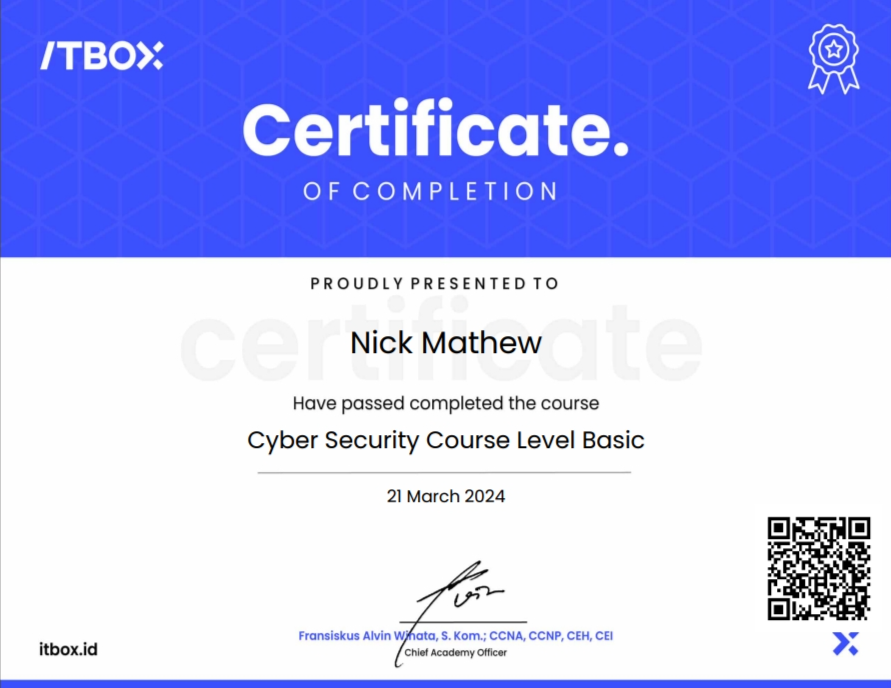 ITBOX
Certificate.
OF COMPLETION
PROUDLY PRESENTED TO
certificate
Nick Mathew
Have passed completed the course
Cyber Security Course Level Basic
21 March 2024
Fransiskus Alvin Winata, S. Kom.; CCNA, CCNP, CEH, CEI
Chief Academy Officer
itbox.id